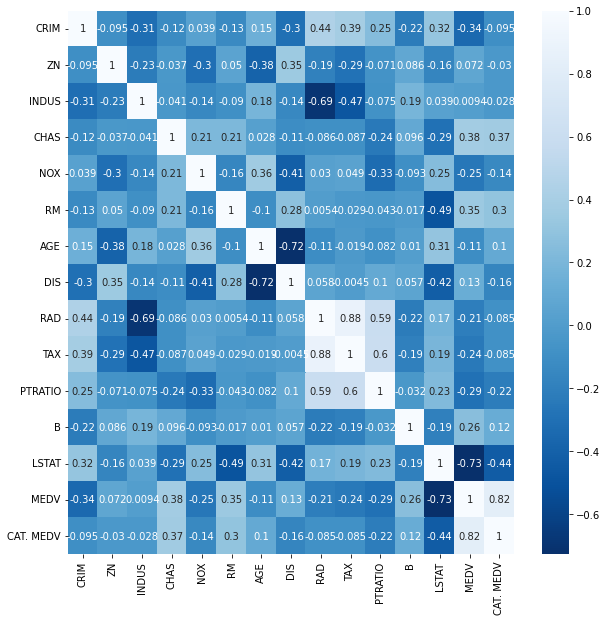 CRIM 1 -0.095 -0.31 -0.12 0.039 -0.13 0.15 -0.3 0.44 0.39 0.25 -0.22 0.32 -0.34 -0.095
ZN -0.095 1 -0.23 -0.037 -0.3 0.05 -0.38 0.35 -0.19 -0.29 -0.071 0.086 -0.16 0.072 -0.03
INDUS -0.31 -0.23 1 -0.041 -0.14 -0.09 0.18 -0.14 -0.69 -0.47 -0.075 0.19 0.039 0.0094 -0.028
CHAS -0.12 -0.037 -0.041 1 0.21 0.21 0.028 -0.11 -0.086 -0.087 -0.24 0.096 -0.29 0.38 0.37
NOX 0.039 -0.3 -0.14 0.21 1 -0.16 0.36 -0.41 0.03 0.049 -0.33 -0.093 0.25 -0.25 -0.14
RM -0.13 0.05 -0.09 0.21 -0.16 1 -0.1 0.28 0.0054 -0.029 -0.043 -0.017 -0.49 0.35 0.3
AGE 0.15 -0.38 0.18 0.028 0.36 -0.1 1 -0.72 -0.11 -0.019 -0.082 0.01 0.31 -0.11 0.1
DIS -0.3 0.35 -0.14 -0.11 -0.41 0.28 -0.72 1 0.058 0.0045 0.1 0.057 -0.42 0.13 -0.16
RAD 0.44 -0.19 -0.69 -0.086 0.03 0.0054 -0.11 0.058 1 0.88 0.59 -0.22 0.17 -0.21 -0.085
TAX 0.39 -0.29 -0.47 -0.087 0.049 -0.029 -0.019 -0.0045 0.88 1 0.6 -0.19 0.19 -0.24 -0.085
PTRATIO 0.25 -0.071 -0.075 -0.24 -0.33 -0.043 -0.082 0.1 0.59 0.6 1 -0.032 0.23 -0.29 -0.22
B -0.22 0.086 0.19 0.096 -0.093 -0.017 0.01 0.057 -0.22 -0.19 -0.032 1 -0.19 0.26 0.12
LSTAT 0.32 -0.16 0.039 -0.29 0.25 -0.49 0.31 -0.42 0.17 0.19 0.23 -0.19 1 -0.73 -0.44
MEDV -0.34 0.072 0.0094 0.38 -0.25 0.35 -0.11 0.13 -0.21 -0.24 -0.29 0.26 -0.73 1 0.82
CAT. MEDV -0.095 -0.03 -0.028 0.37 -0.14 0.3 0.1 -0.16 -0.085 -0.085 -0.22 0.12 -0.44 0.82 1
CRIM ZN INDUS CHAS NOX RM AGE DIS RAD TAX PTRATIO B LSTAT MEDV CAT. MEDV
1.0
0.8
0.6
0.4
0.2
0.0
−0.2
−0.4
−0.6